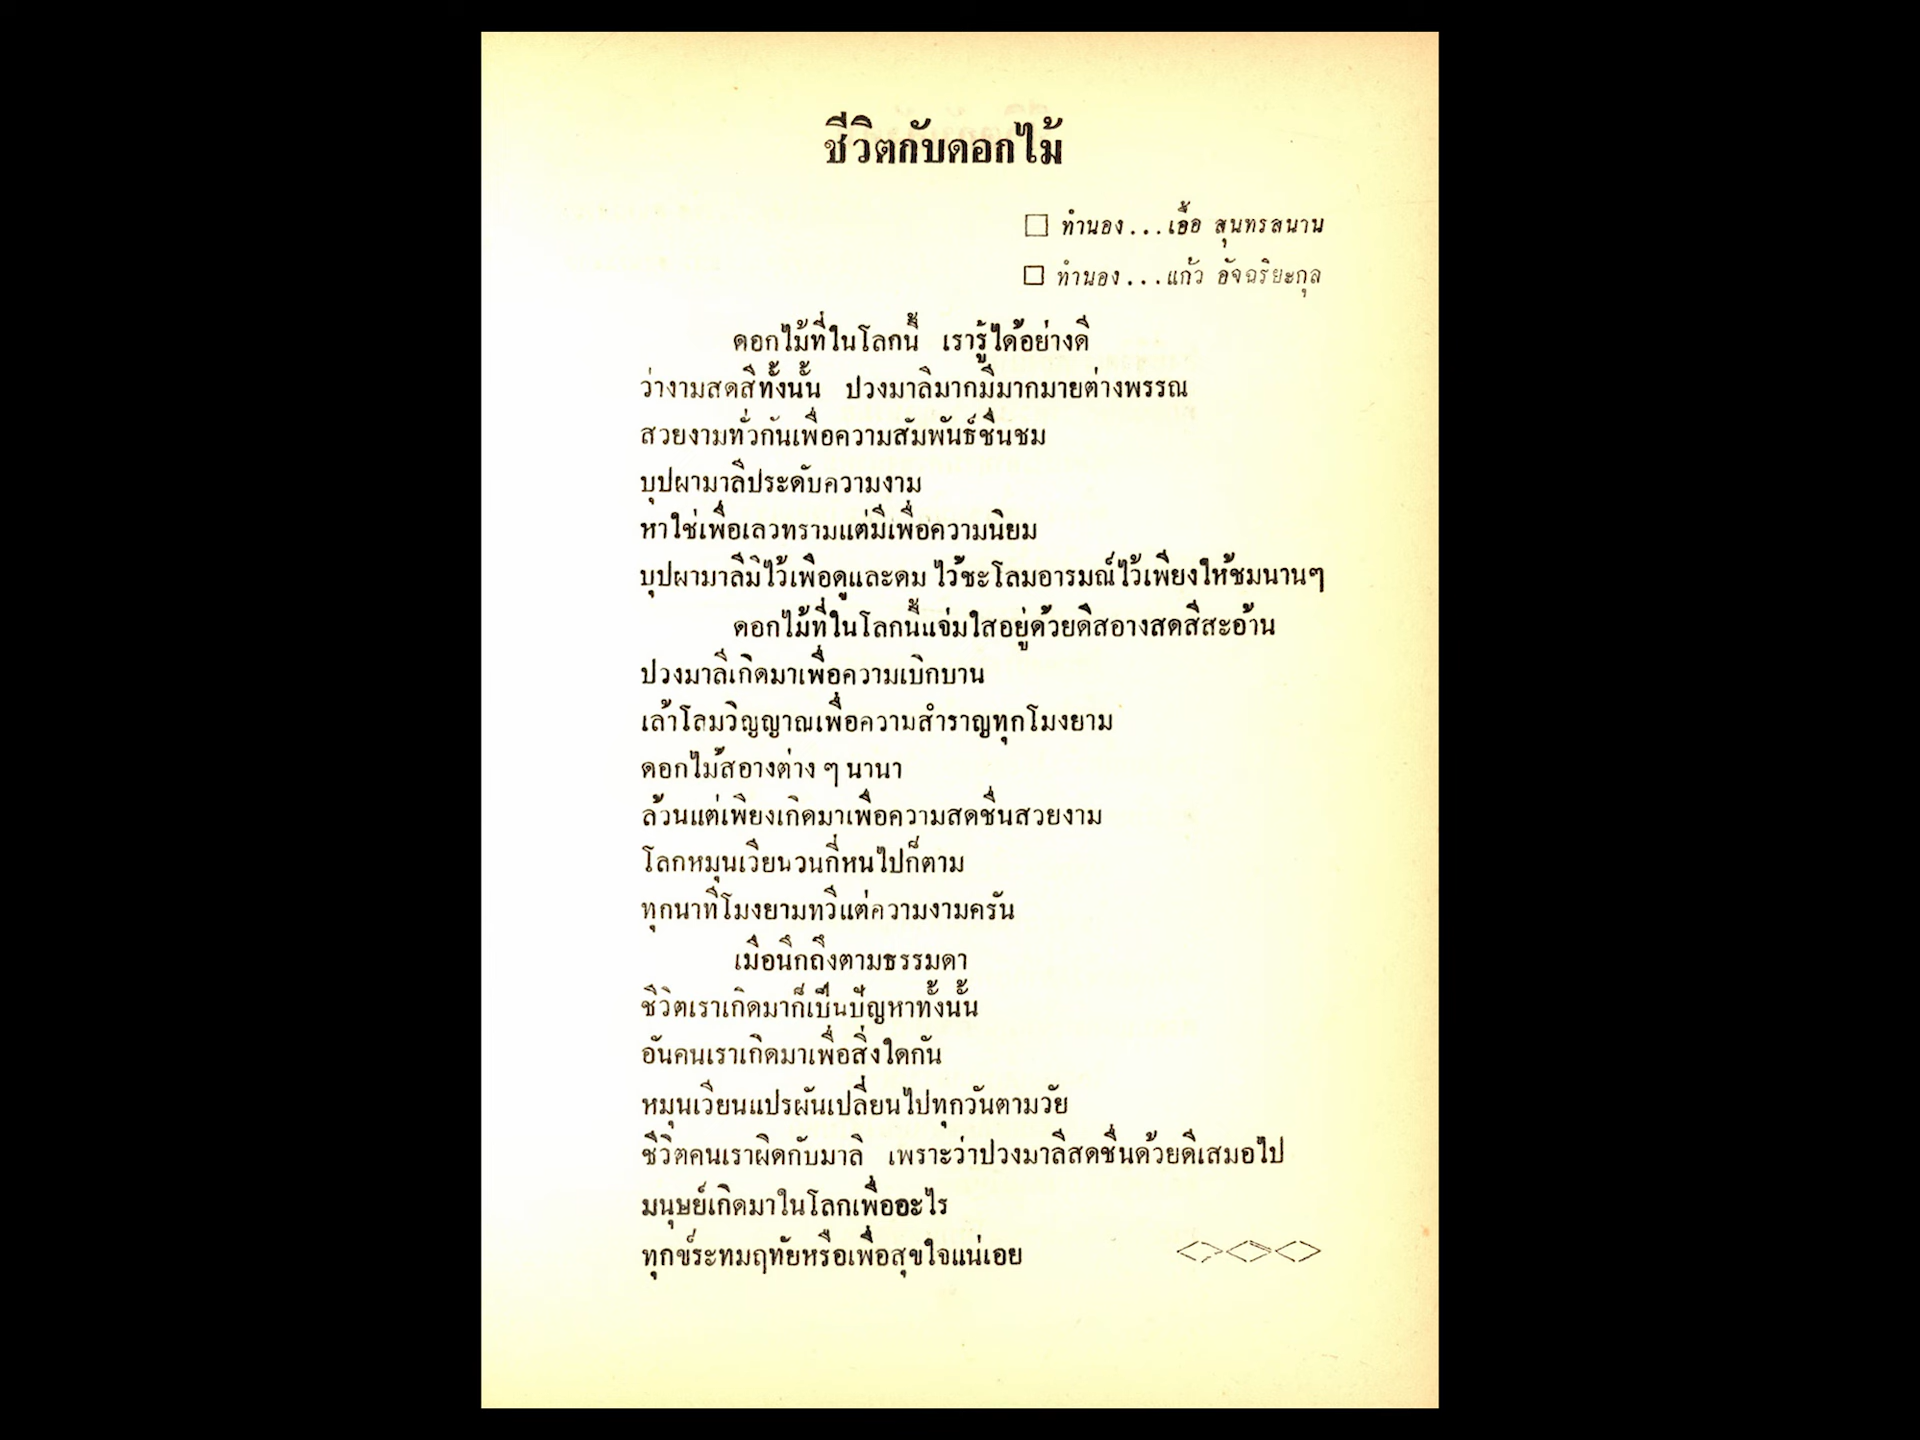 ชีวิตกับดอกไม้
ทำนอง...เอื้อ สุนทรสนาน
ทำนอง...แก้ว อัจฉริยะกุล
ดอกไม้ที่ในโลกนี้ เรารู้ได้อย่างดี
ว่างามสดสีทั้งนั้น ปวงมาลีมากมีมากมายต่างพรรณ
สวยงามทั่วกันเพื่อความสัมพันธ์ชื่นชม
บุปผามาลีประดับความงาม
หาใช่เพื่อเลวทรามแต่มีเพื่อความนิยม
บุปผามาลีมีไว้เพื่อดูและดม ไว้ชะโลมอารมณ์ไว้เพียงให้ชมนานๆ
ดอกไม้ที่ในโลกนี้แจ่มใสอยู่ด้วยดีสอางสดสีสะอ้าน
ปวงมาลีเกิดมาเพื่อความเบิกบาน
เล้าโลมวิญญาณเพื่อความสำราญทุกโมงยาม
ดอกไม้สอางต่าง ๆ นานา
ล้วนแต่เพียงเกิดมาเพื่อความสดชื่นสวยงาม
โลกหมุนเวียนวนกี่หนไปก็ตาม
ทุกนาทีโมงยามทวีแต่ความงามครัน
เมื่อนึกถึงตามธรรมดา
ชีวิตเราเกิดมาก็เป็นปัญหาทั้งนั้น
อันคนเราเกิดมาเพื่อสิ่งใดกัน
หมุนเวียนแปรผันเปลี่ยนไปทุกวันตามวัย
ชีวิตคนเราผิดกับมาลี เพราะว่าปวงมาลีสดชื่นด้วยดีเสมอไป
มนุษย์เกิดมาในโลกเพื่ออะไร
ทุกข์ระทมฤทัยหรือเพื่อสุขใจแน่เอย